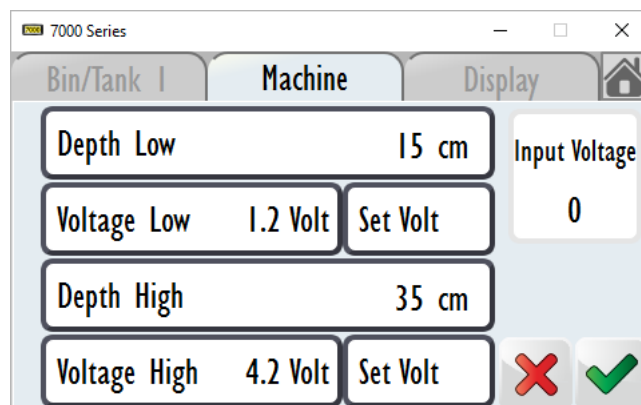 7000 7000 Series
Bin/Tank 1 Machine Display
Depth Low 15 cm
Input Voltage
0
Voltage Low 1.2 Volt Set Volt
Depth High 35 cm
Voltage High 4.2 Volt Set Volt